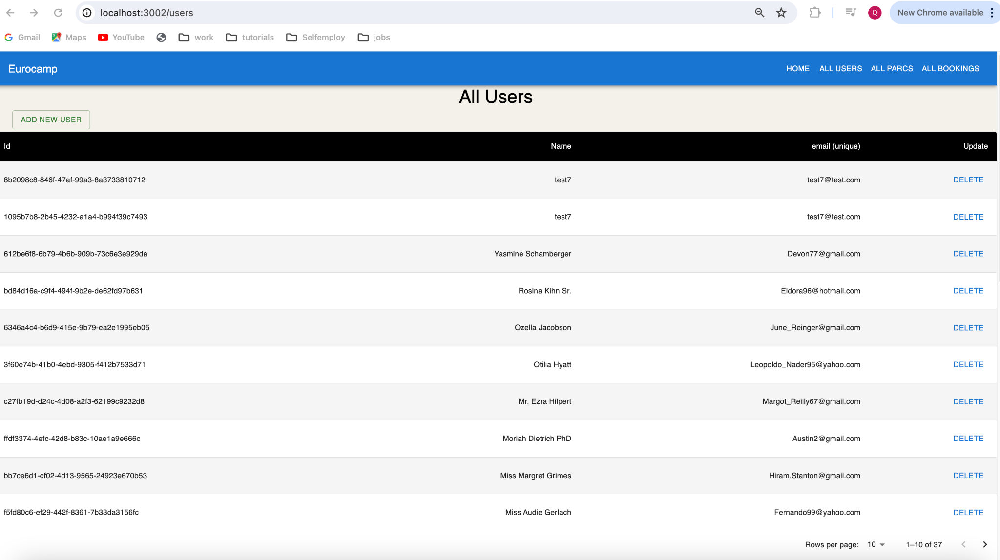 localhost:3002/users
Q
New Chrome available
Gmail Maps YouTube work tutorials Selfemploy jobs
Eurocamp HOME ALL USERS ALL PARCS ALL BOOKINGS
All Users
ADD NEW USER
Id Name email (unique) Update
8b2098c8-846f-47af-99a3-8a3733810712 test7 test7@test.com DELETE
1095b7b8-2b45-4232-a1a4-b994f39c7493 test7 test7@test.com DELETE
612be6f8-6b79-4b6b-909b-73c6e3e929da Yasmine Schamberger Devon77@gmail.com DELETE
bd84d16a-c9f4-494f-9b2e-de62fd97b631 Rosina Kihn Sr. Eldora96@hotmail.com DELETE
6346a4c4-b6d9-415e-9b79-ea2e1995eb05 Ozella Jacobson June_Reinger@gmail.com DELETE
3f60e74b-41b0-4ebd-9305-f412b7533d71 Otilia Hyatt Leopoldo_Nader95@yahoo.com DELETE
c27fb19d-d24c-4d08-a2f3-62199c9232d8 Mr. Ezra Hilpert Margot_Reilly67@gmail.com DELETE
ffdf3374-4efc-42d8-b83c-10ae1a9e666c Moriah Dietrich PhD Austin2@gmail.com DELETE
bb7ce6d1-cf02-4d13-9565-24923e670b53 Miss Margret Grimes Hiram.Stanton@gmail.com DELETE
f5fd80c6-ef29-442f-8361-7b33da3156fc Miss Audie Gerlach Fernando99@yahoo.com DELETE
Rows per page: 10 1–10 of 37